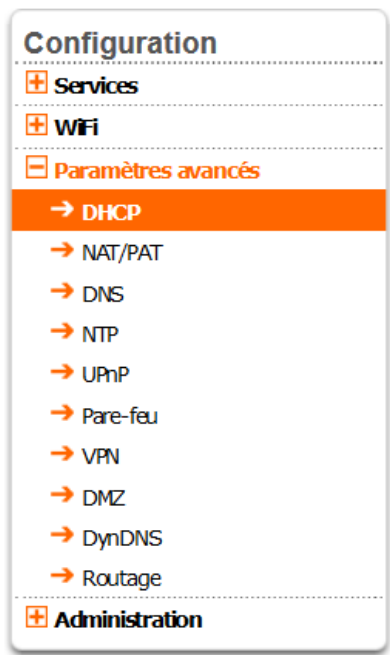 Configuration
Services
WiFi
Paramètres avancés
DHCP
NAT/PAT
DNS
NTP
UPnP
Pare-feu
VPN
DMZ
DynDNS
Routage
Administration